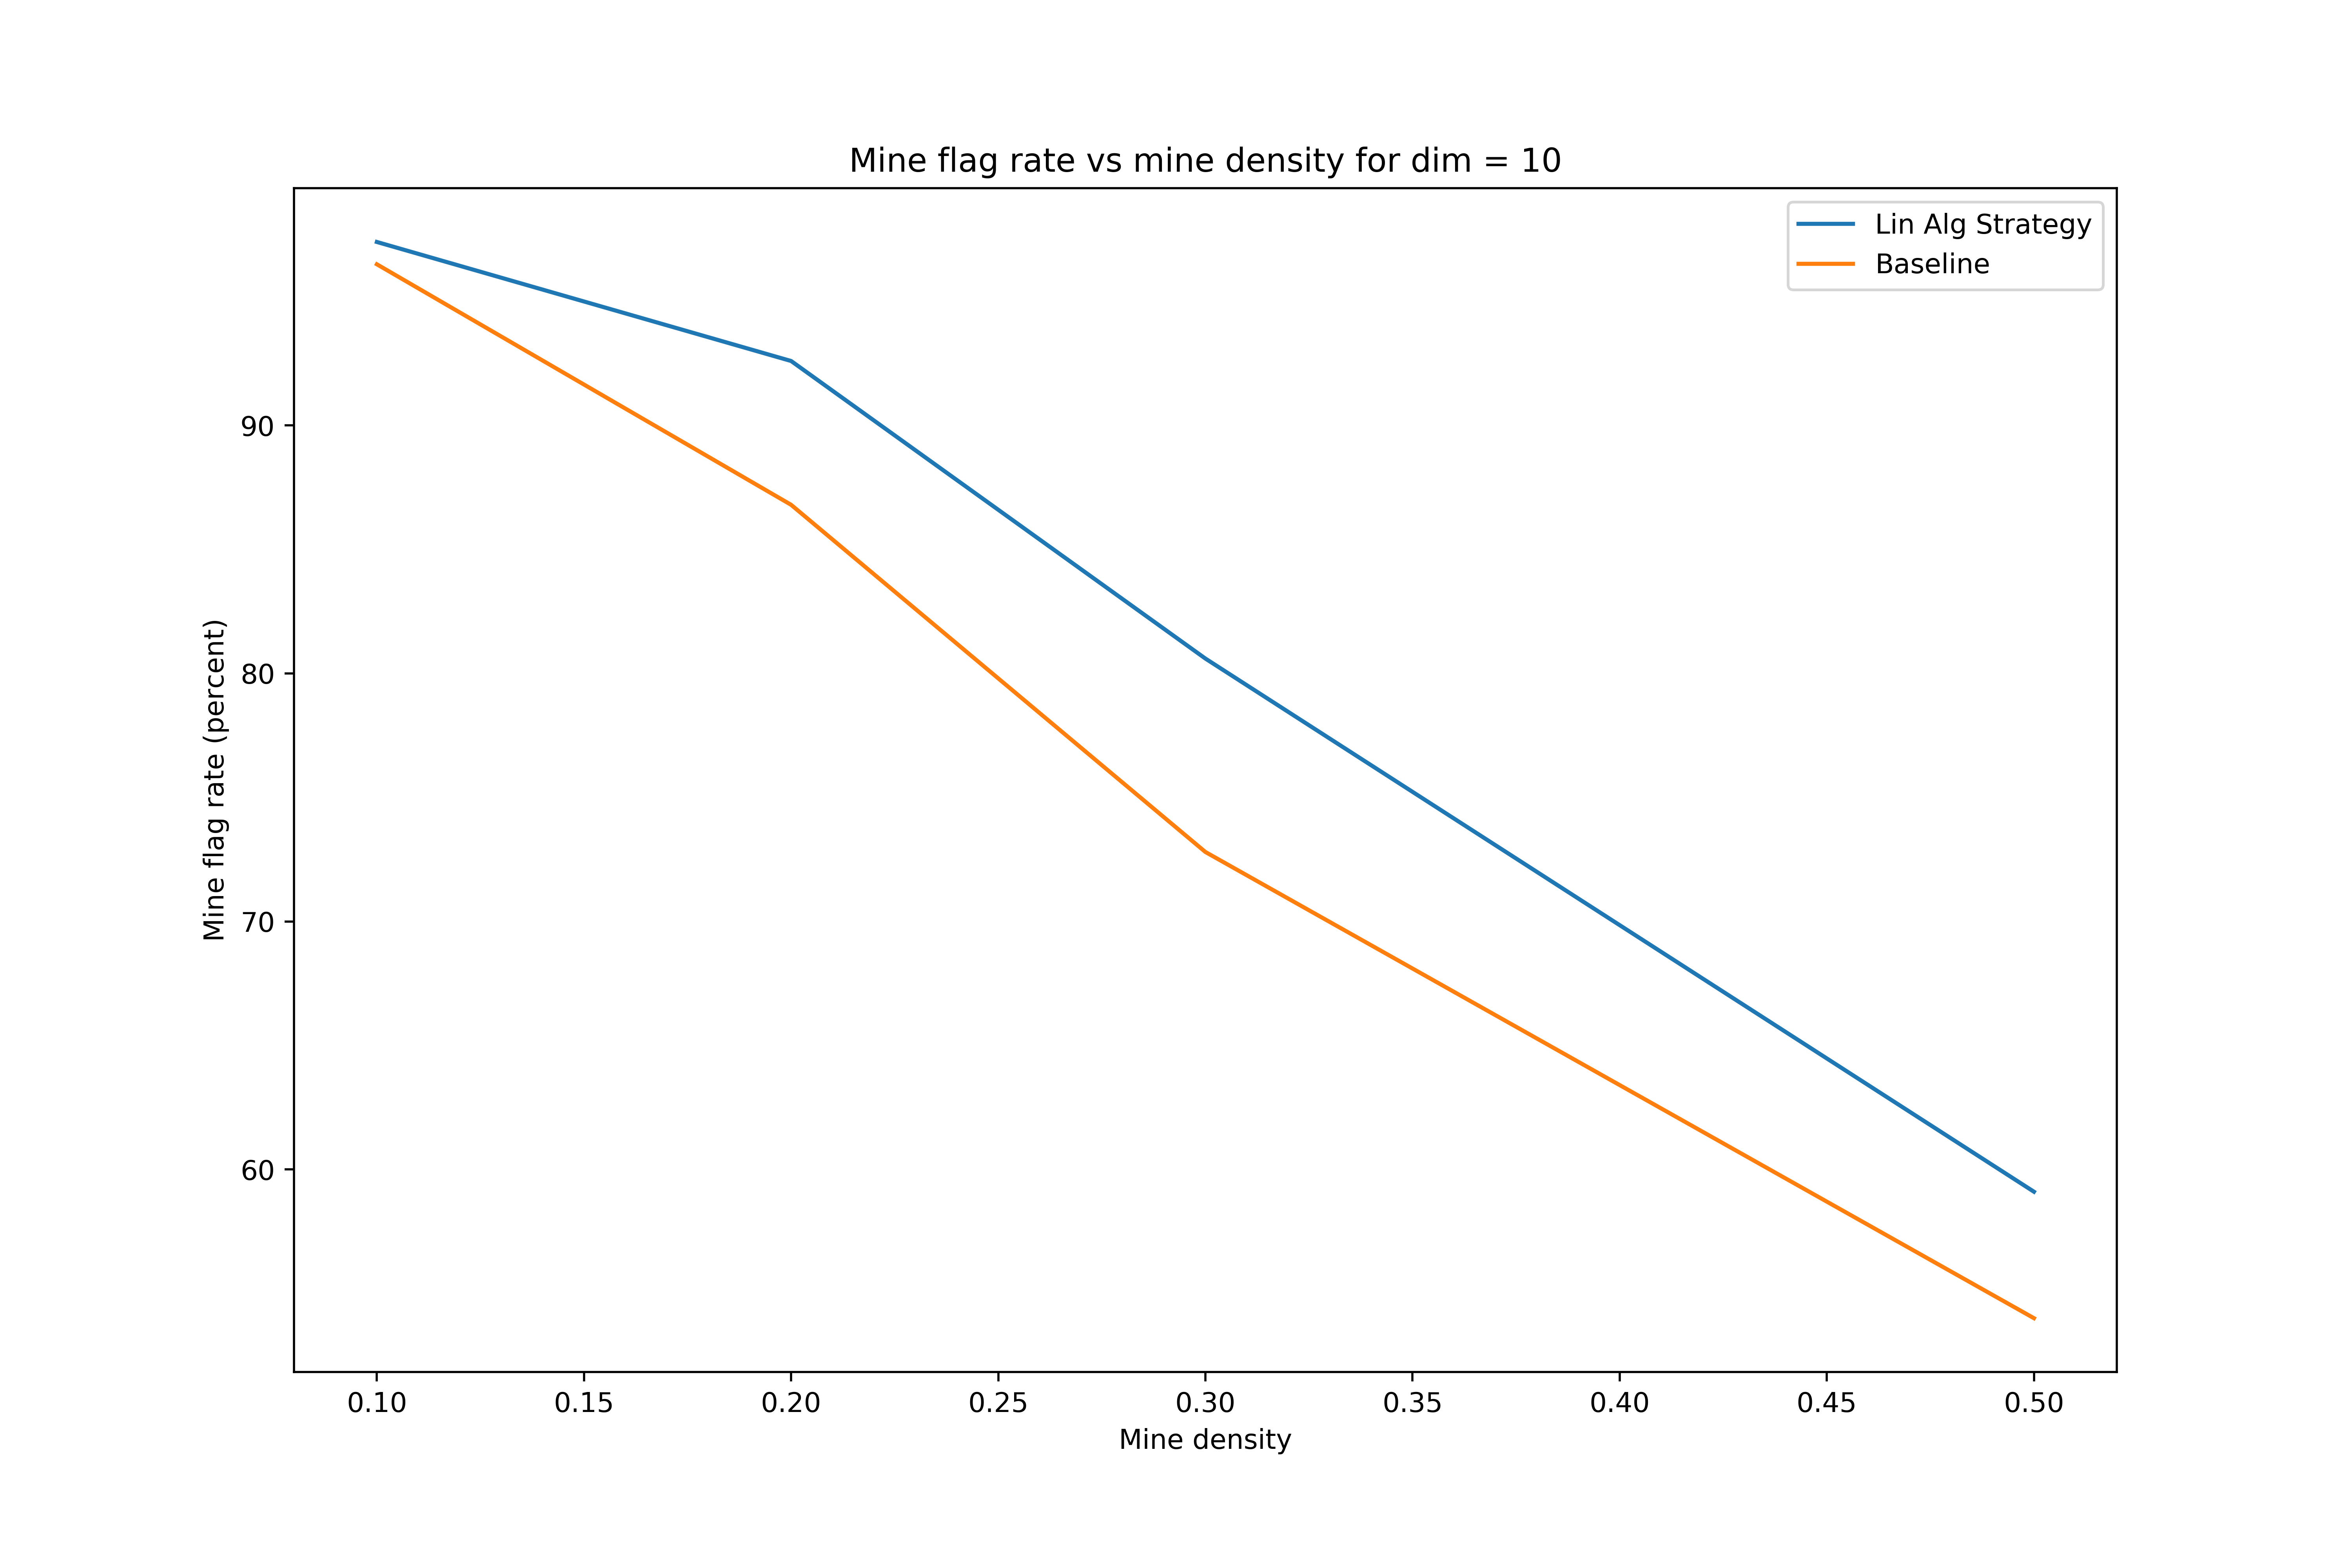 Mine flag rate vs mine density for dim = 10
Lin Alg Strategy
Baseline
Mine flag rate (percent)
90
80
70
60
0.10 0.15 0.20 0.25 0.30 0.35 0.40 0.45 0.50
Mine density